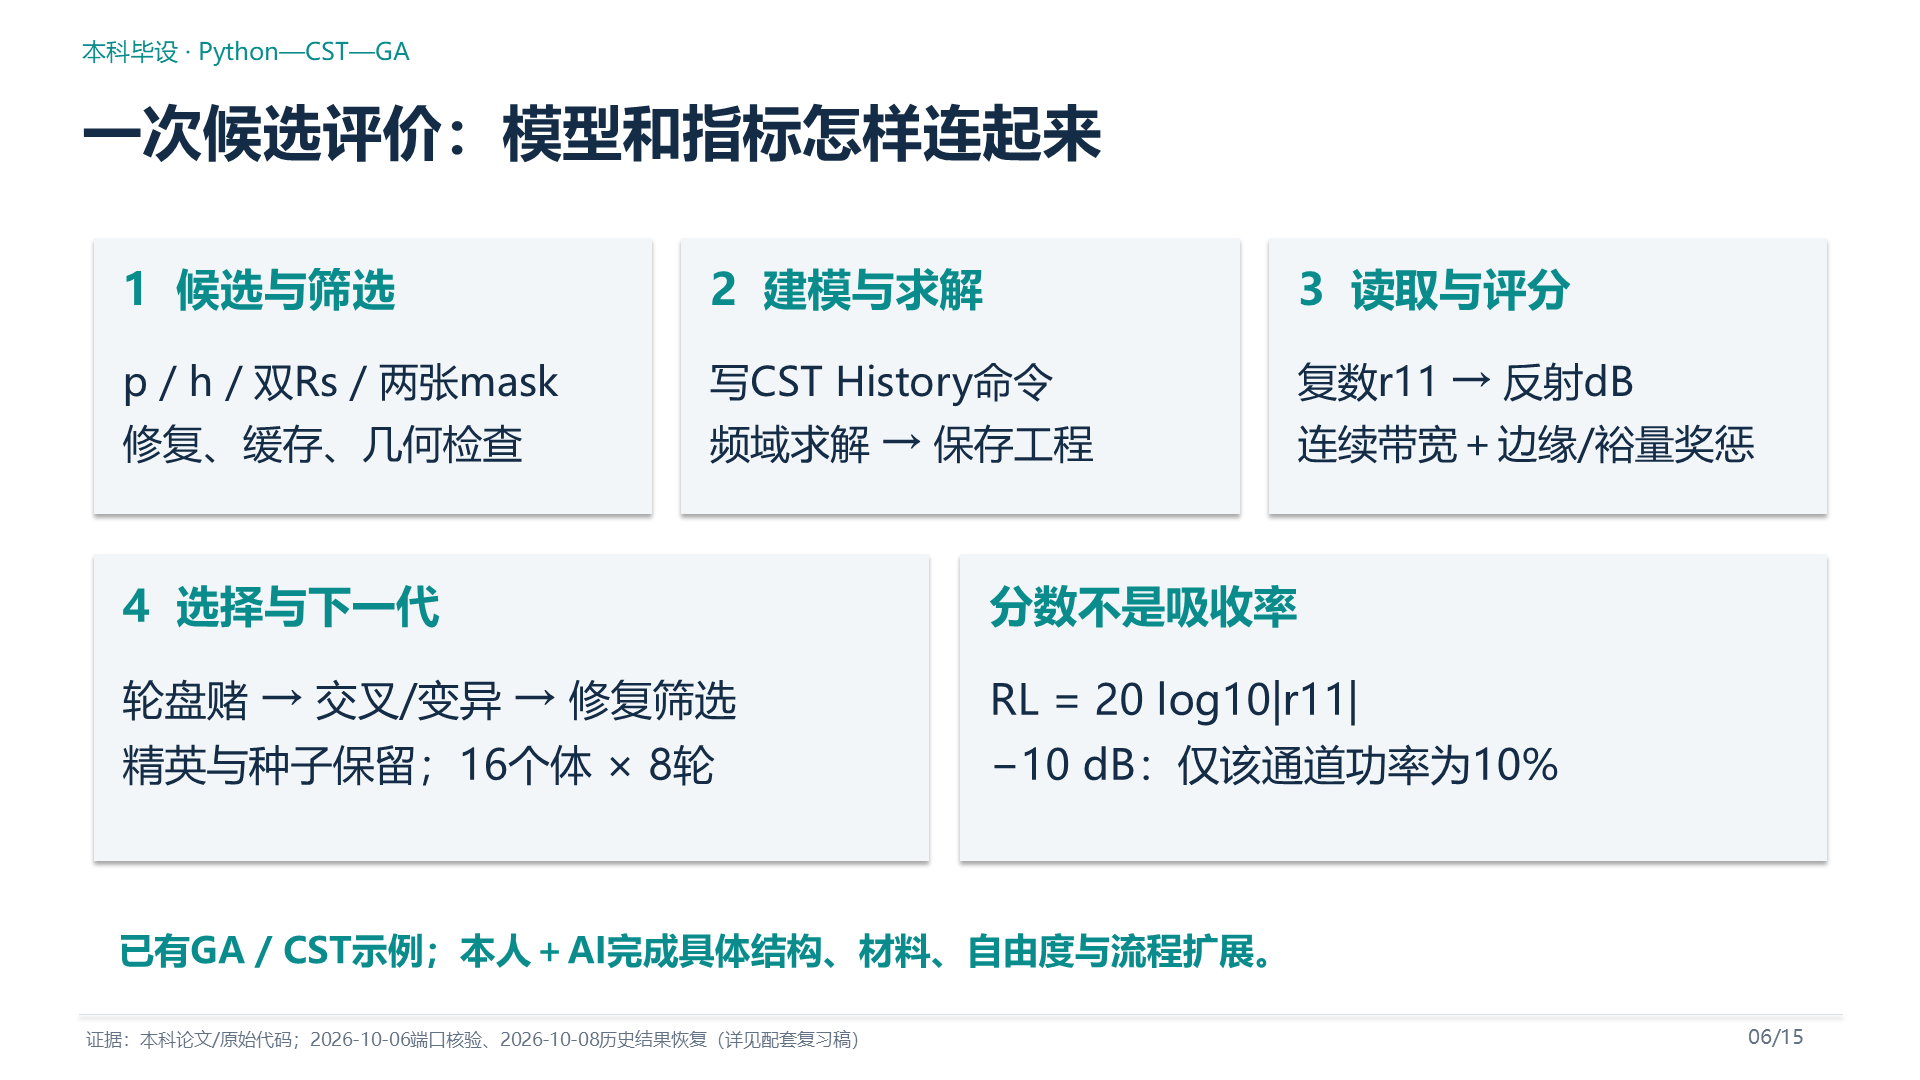 本科毕设 · Python—CST—GA
一次候选评价：模型和指标怎样连起来
1 候选与筛选
p / h / 双Rs / 两张mask
修复、缓存、几何检查
2 建模与求解
写CST History命令
频域求解 → 保存工程
3 读取与评分
复数r11 → 反射dB
连续带宽＋边缘/裕量奖惩
4 选择与下一代
轮盘赌 → 交叉/变异 → 修复筛选
精英与种子保留；16个体 × 8轮
分数不是吸收率
RL = 20 log10|r11|
−10 dB：仅该通道功率为10%
已有GA / CST示例；本人＋AI完成具体结构、材料、自由度与流程扩展。
证据：本科论文/原始代码；2026-10-06端口核验、2026-10-08历史结果恢复（详见配套复习稿）
06/15